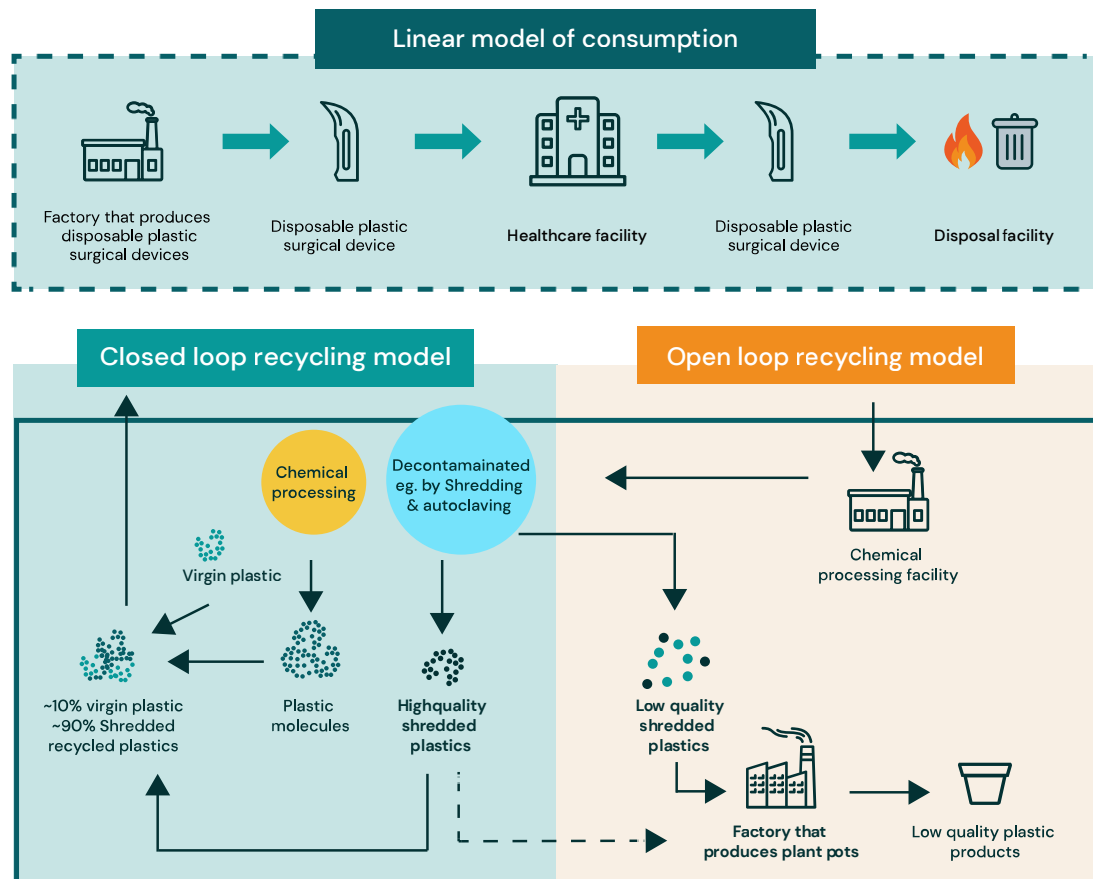 Linear model of consumption
Factory that produces
disposable plastic
surgical devices
Disposable plastic
surgical device
Healthcare facility
Disposable plastic
surgical device
Disposal facility
Closed loop recycling model
Open loop recycling model
Chemical
processing
Decontamainated
eg. by Shredding
& autoclaving
Chemical
processing facility
Virgin plastic
~10% virgin plastic
~90% Shredded
recycled plastics
Plastic
molecules
Highquality
shredded
plastics
Low quality
shredded
plastics
Factory that
produces plant pots
Low quality plastic
products